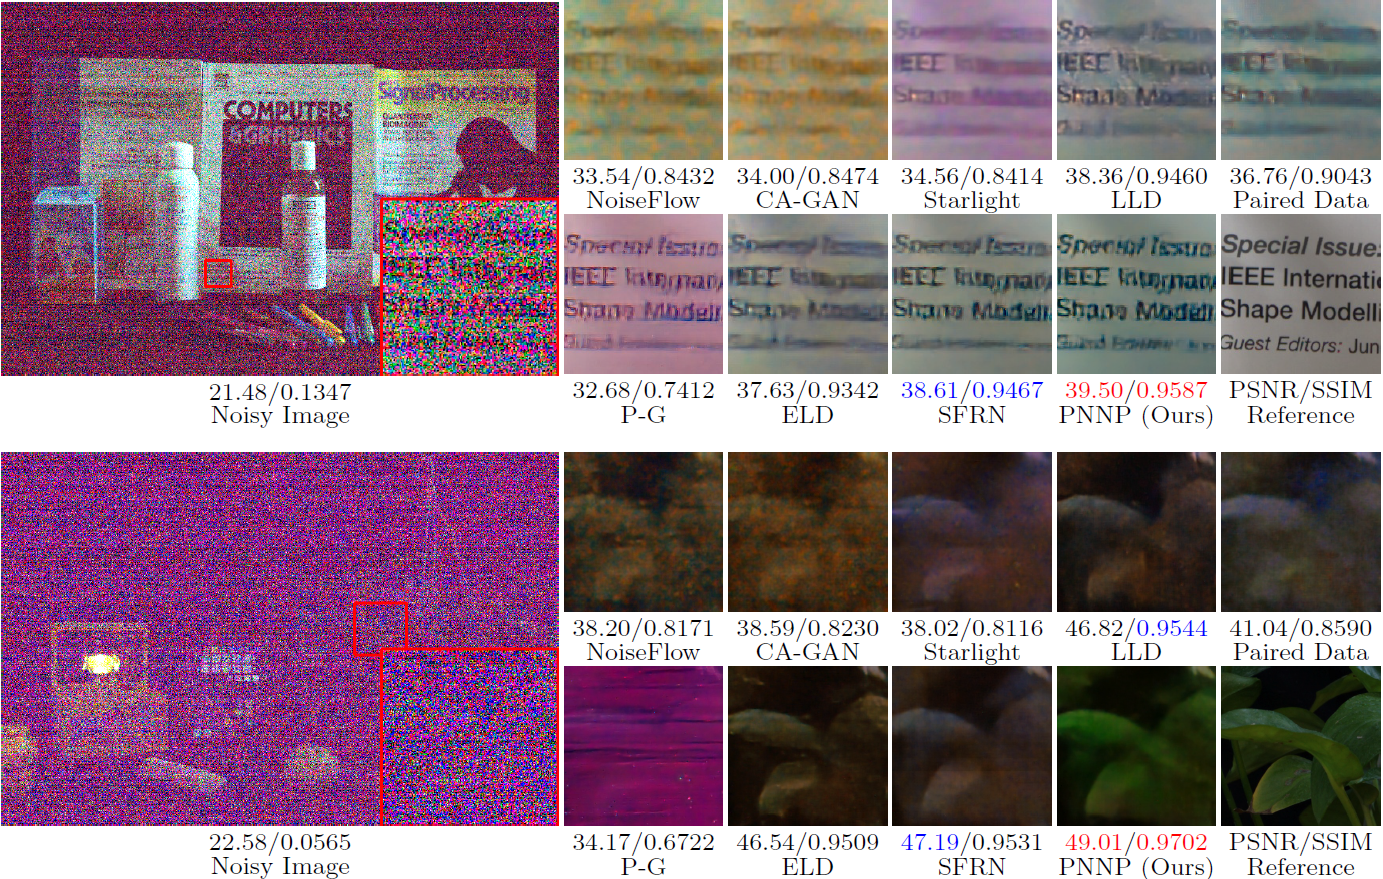 COMPUTERS
&GRAPHICS
SignalProcessing
21.48/0.1347
Noisy Image
Special Issue
IEEE
Shape
33.54/0.8432
NoiseFlow
34.00/0.8474
CA-GAN
34.56/0.8414
Starlight
38.36/0.9460
LLD
36.76/0.9043
Paired Data
Special Issue:
IEEE Internatio
Shape Modelli
Guest Editors: Jun
32.68/0.7412
P-G
37.63/0.9342
ELD
38.61/0.9467
SFRN
39.50/0.9587
PNNP (Ours)
PSNR/SSIM
Reference
22.58/0.0565
Noisy Image
38.20/0.8171
NoiseFlow
38.59/0.8230
CA-GAN
38.02/0.8116
Starlight
46.82/0.9544
LLD
41.04/0.8590
Paired Data
34.17/0.6722
P-G
46.54/0.9509
ELD
47.19/0.9531
SFRN
49.01/0.9702
PNNP (Ours)
PSNR/SSIM
Reference